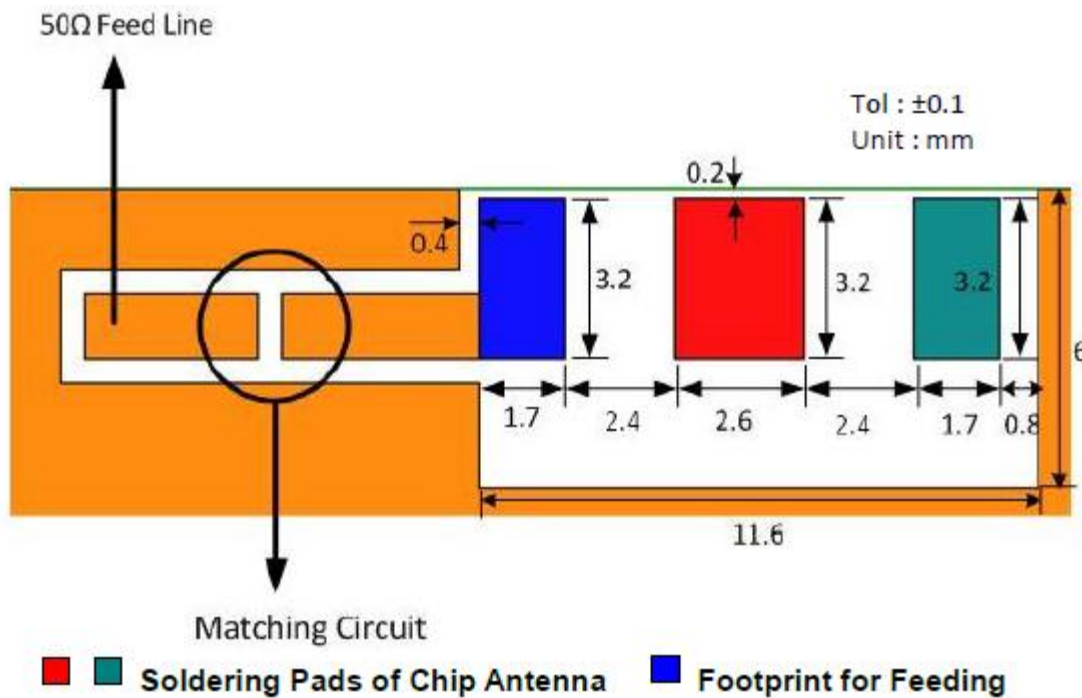 50Ω Feed Line
Tol : ±0.1
Unit : mm
0.2
0.4
3.2
3.2
3.2
6
1.7
2.4
2.6
2.4
1.7
0.8
11.6
Matching Circuit
Soldering Pads of Chip Antenna
Footprint for Feeding